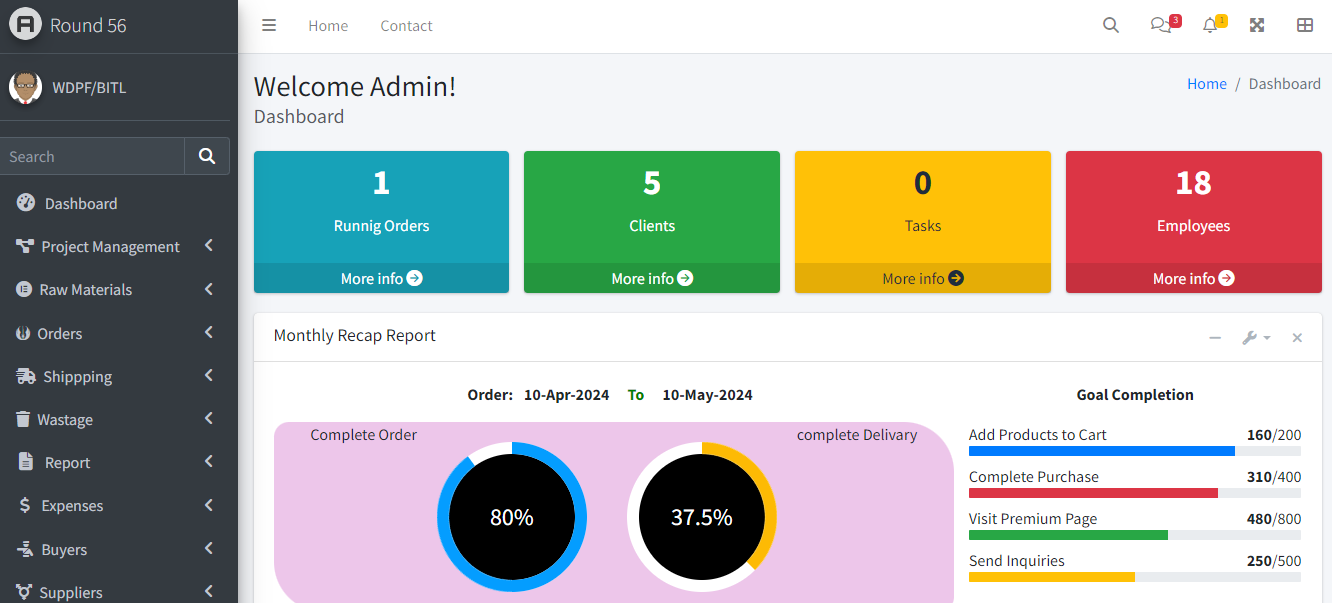 Round 56
WDPF/BITL
Search
Dashboard
Project Management
Raw Materials
Orders
Shippping
Wastage
Report
Expenses
Buyers
Suppliers
Home Contact
3
1
Welcome Admin!
Dashboard
Home / Dashboard
1
Runnig Orders
More info
5
Clients
More info
0
Tasks
More info
18
Employees
More info
Monthly Recap Report
Order: 10-Apr-2024 To 10-May-2024
Complete Order
80%
complete Delivary
37.5%
Goal Completion
Add Products to Cart 160/200
Complete Purchase 310/400
Visit Premium Page 480/800
Send Inquiries 250/500